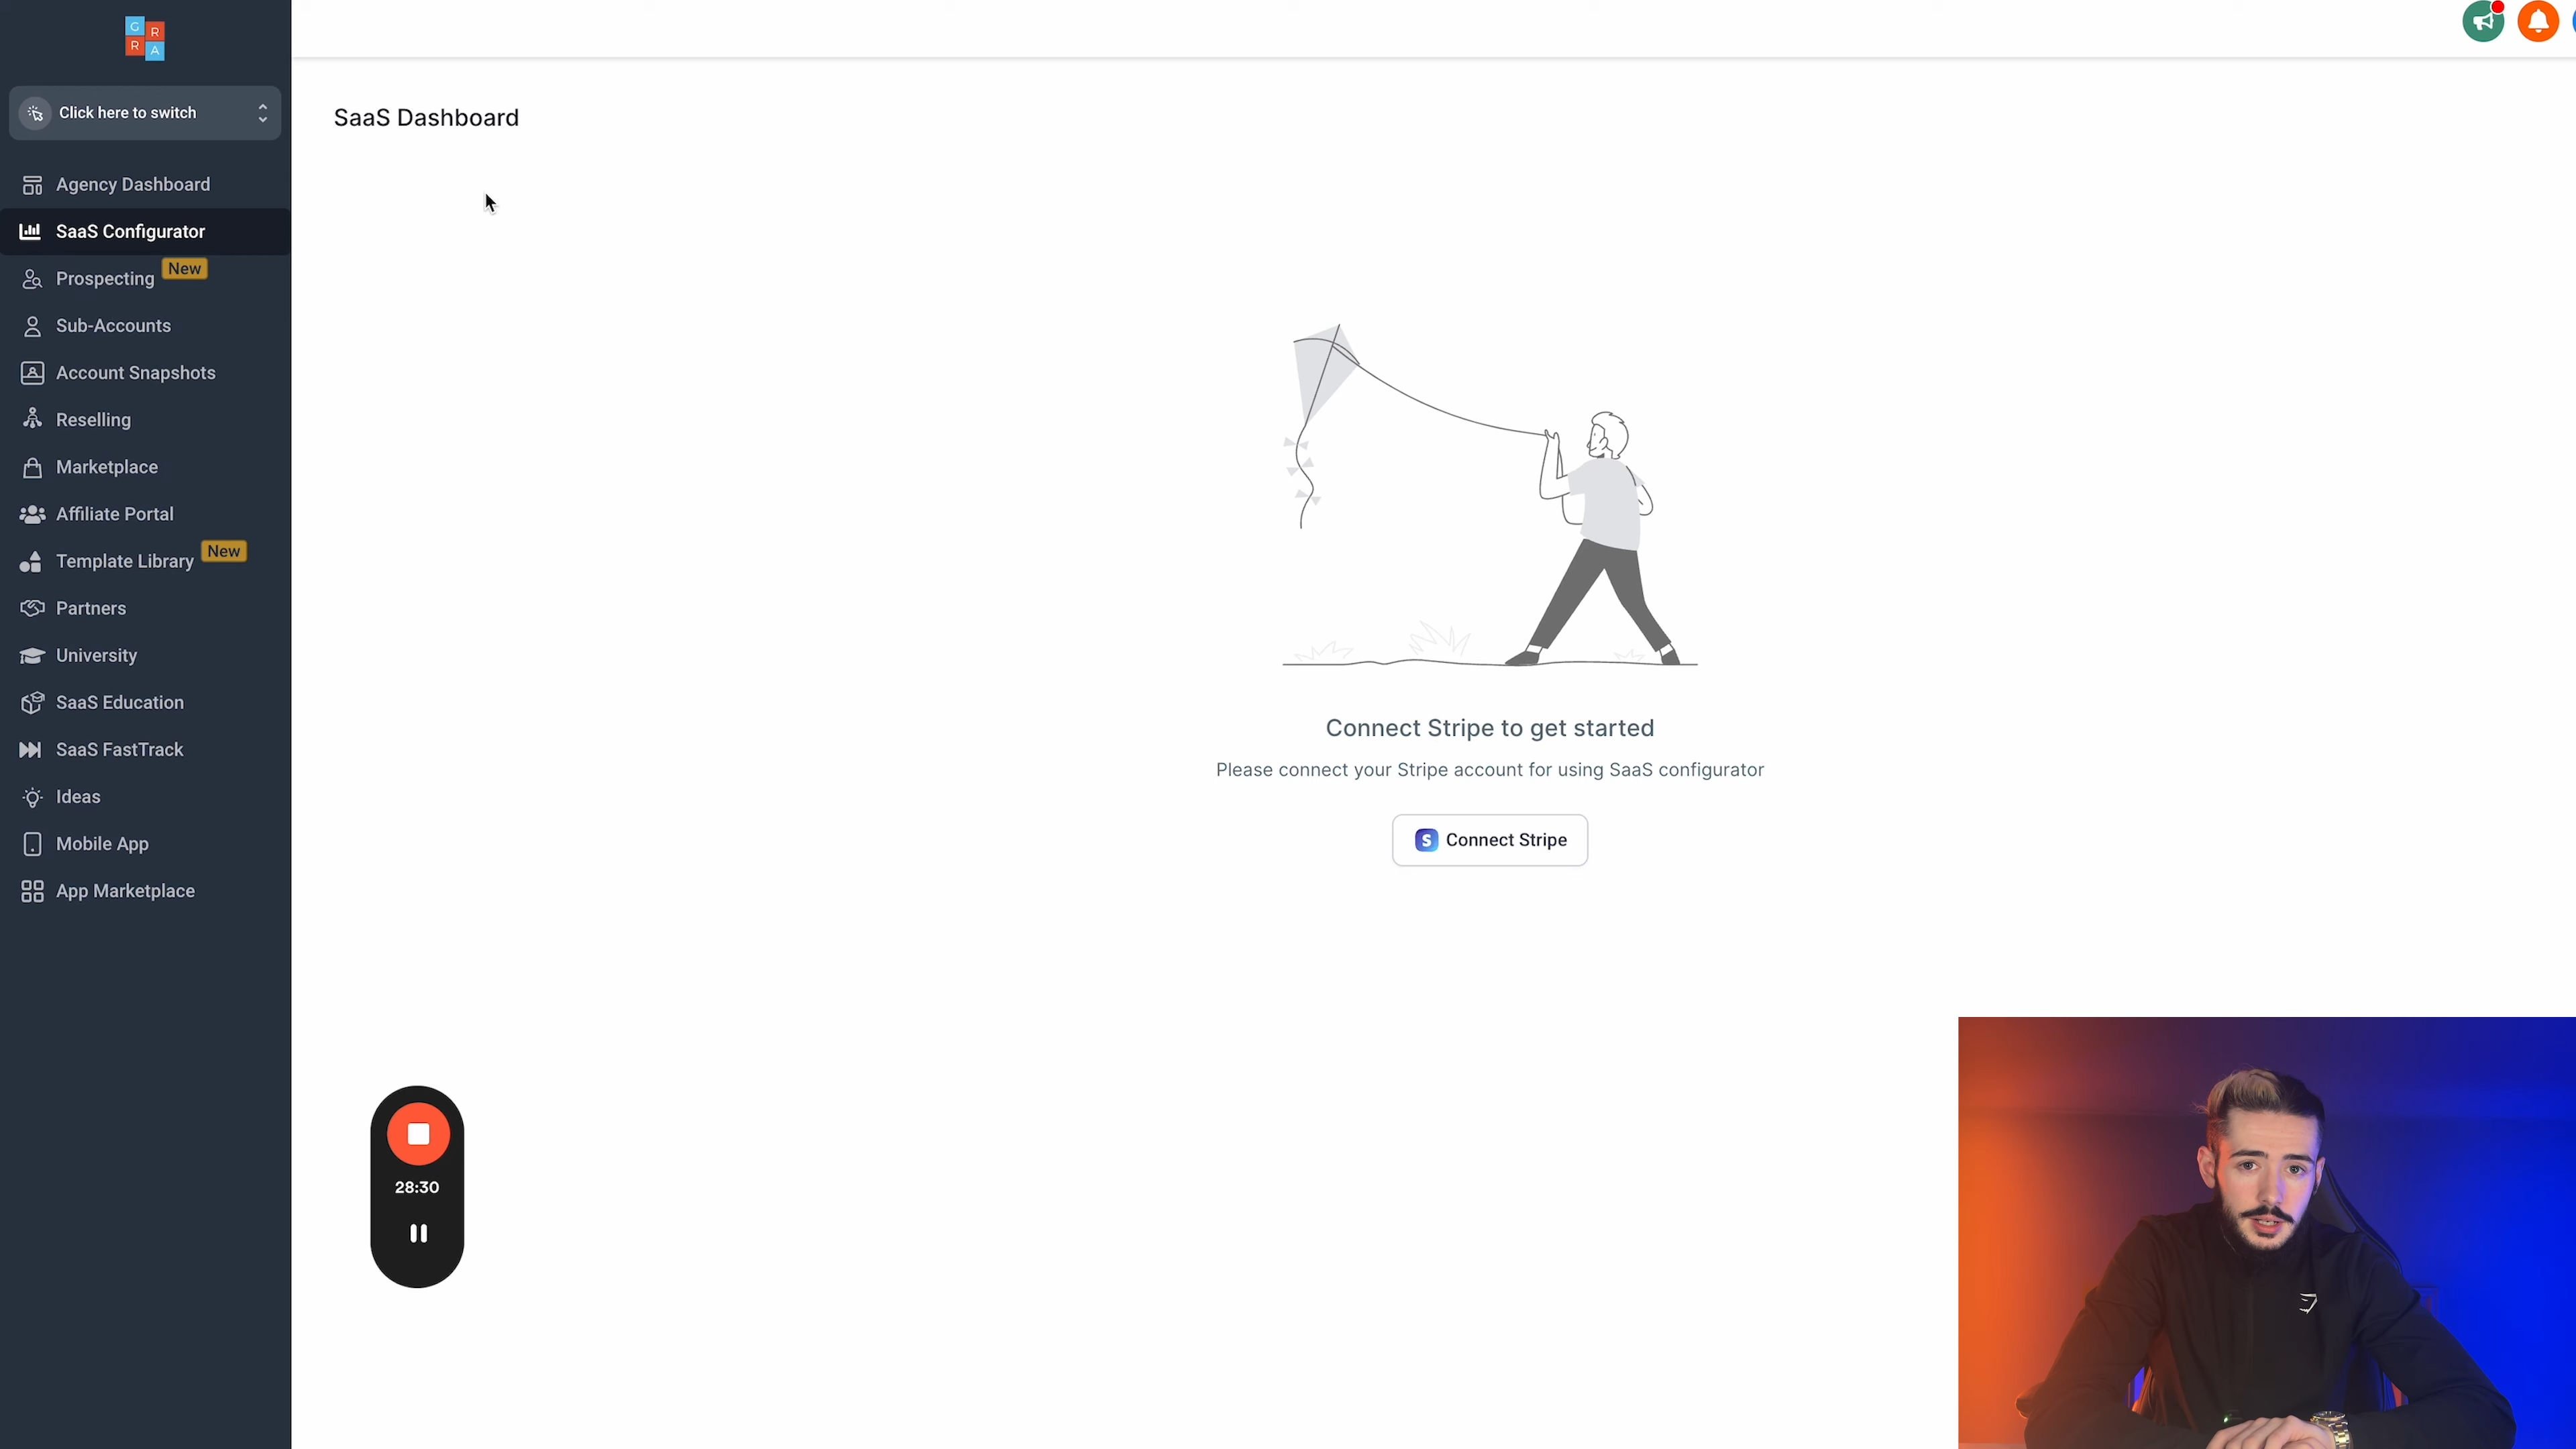 G R
R A
Click here to switch
Agency Dashboard
SaaS Configurator
Prospecting New
Sub-Accounts
Account Snapshots
Reselling
Marketplace
Affiliate Portal
Template Library New
Partners
University
SaaS Education
SaaS FastTrack
Ideas
Mobile App
App Marketplace
SaaS Dashboard
Connect Stripe to get started
Please connect your Stripe account for using SaaS configurator
S Connect Stripe
28:30